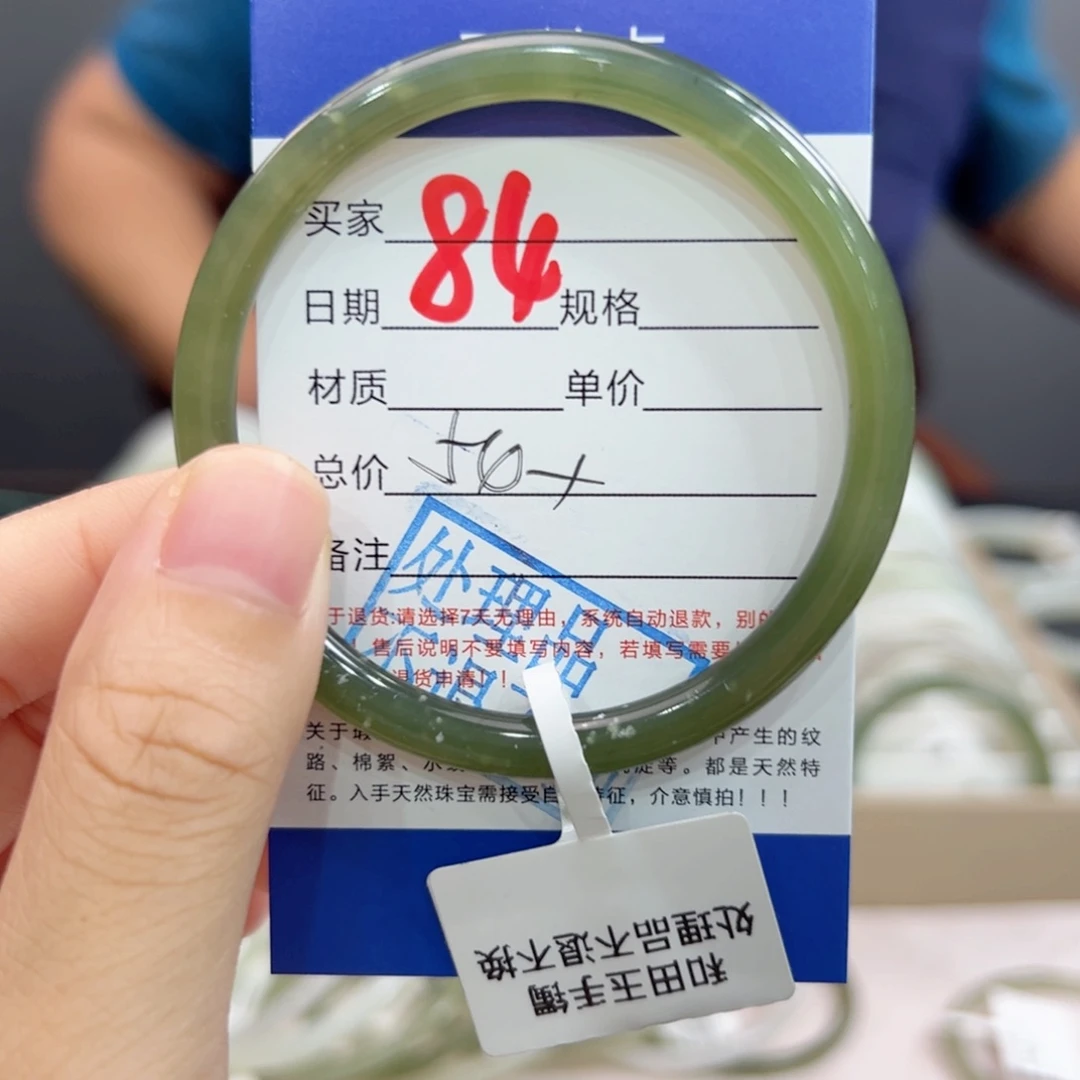 买家 84
日期 规格
材质 单价
总价
备注
处理品
于退货:请选择7天无理由，系统自动退款，别
售后说明不要填写内容，若填写需要
退货申请！！
关于
中产生的纹
路、棉絮、水 等。都是天然特
征。入手天然珠宝需接受自 特征，介意慎拍！！！
和田玉手镯
处理品不退不换